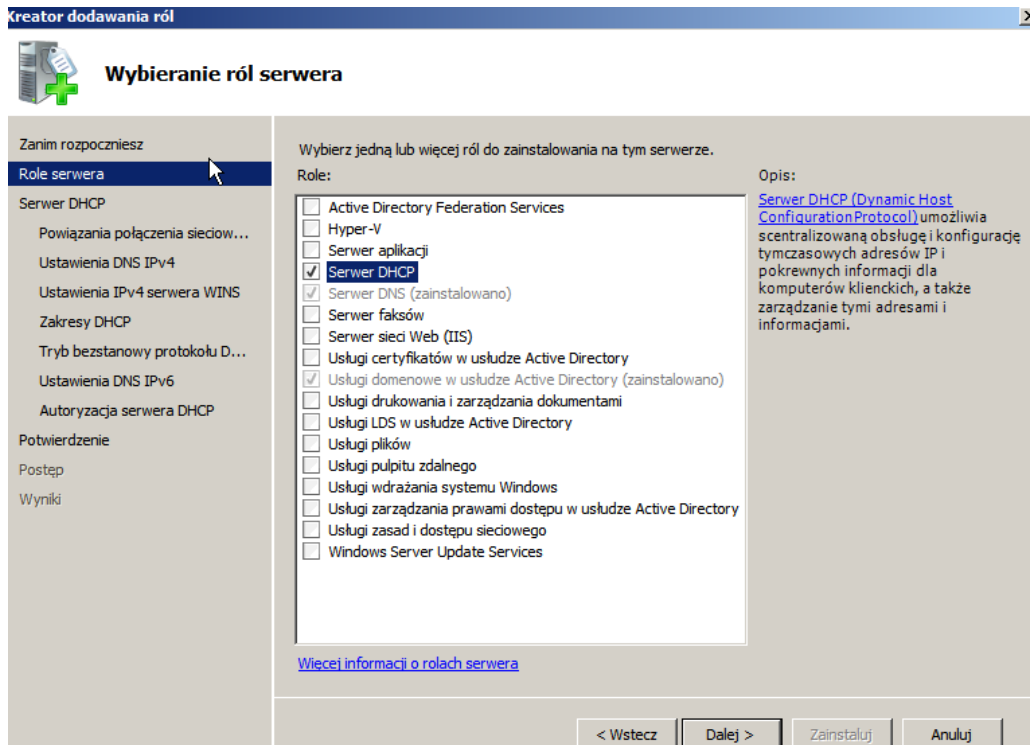 Kreator dodawania ról
Wybieranie ról serwera
Zanim rozpoczniesz
Role serwera
Serwer DHCP
Powiązania połączenia sieciow...
Ustawienia DNS IPv4
Ustawienia IPv4 serwera WINS
Zakresy DHCP
Tryb bezstanowy protokołu D...
Ustawienia DNS IPv6
Autoryzacja serwera DHCP
Potwierdzenie
Postęp
Wyniki
Wybierz jedną lub więcej ról do zainstalowania na tym serwerze.
Role:
Active Directory Federation Services
Hyper-V
Serwer aplikacji
Serwer DHCP
Serwer DNS (zainstalowano)
Serwer faksów
Serwer sieci Web (IIS)
Usługi certyfikatów w usłudze Active Directory
Usługi domenowe w usłudze Active Directory (zainstalowano)
Usługi drukowania i zarządzania dokumentami
Usługi LDS w usłudze Active Directory
Usługi plików
Usługi pulpitu zdalnego
Usługi wdrażania systemu Windows
Usługi zarządzania prawami dostępu w usłudze Active Directory
Usługi zasad i dostępu sieciowego
Windows Server Update Services
Więcej informacji o rolach serwera
Opis:
Serwer DHCP (Dynamic Host
Configuration Protocol) umożliwia
scentralizowaną obsługę i konfigurację
tymczasowych adresów IP i
pokrewnych informacji dla
komputerów klienckich, a także
zarządzanie tymi adresami i
informacjami.
< Wstecz
Dalej >
Zainstaluj
Anuluj